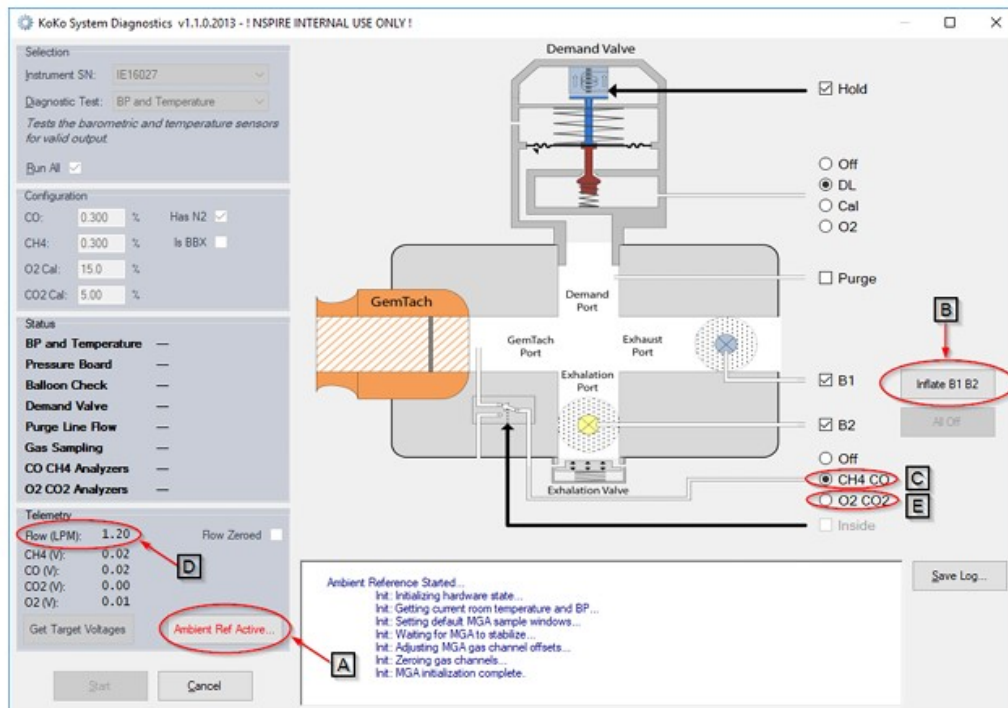 KoKo System Diagnostics v1.1.0.2013 - ! NSPIRE INTERNAL USE ONLY !
Selection
Instrument SN: IE16027
Diagnostic Test: BP and Temperature
Tests the barometric and temperature sensors
for valid output.
Run All
Configuration
CO: 0.300 % Has N2
CH4: 0.300 % Is BBX
O2 Cal: 15.0 %
CO2 Cal: 5.00 %
Status
BP and Temperature —
Pressure Board —
Balloon Check —
Demand Valve —
Purge Line Flow —
Gas Sampling —
CO CH4 Analyzers —
O2 CO2 Analyzers —
Telemetry
Flow (LPM): 1.20 Flow Zeroed
CH4 (V): 0.02
CO (V): 0.02
CO2 (V): 0.00
O2 (V): 0.01
D
Get Target Voltages Ambient Ref Active...
A
Start Cancel
Demand Valve
Hold
Off
DL
Cal
O2
Purge
GemTach
Demand
Port
GemTach
Port
Exhaust
Port
Exhalation
Port
Exhalation Valve
B
B1
Inflate B1 B2
B2
All Off
Off
CH4 CO
C
O2 CO2
E
Inside
Ambient Reference Started...
Init: Initializing hardware state...
Init: Getting current room temperature and BP...
Init: Setting default MGA sample windows...
Init: Waiting for MGA to stabilize...
Init: Adjusting MGA gas channel offsets...
Init: Zeroing gas channels...
Init: MGA initialization complete.
Save Log...